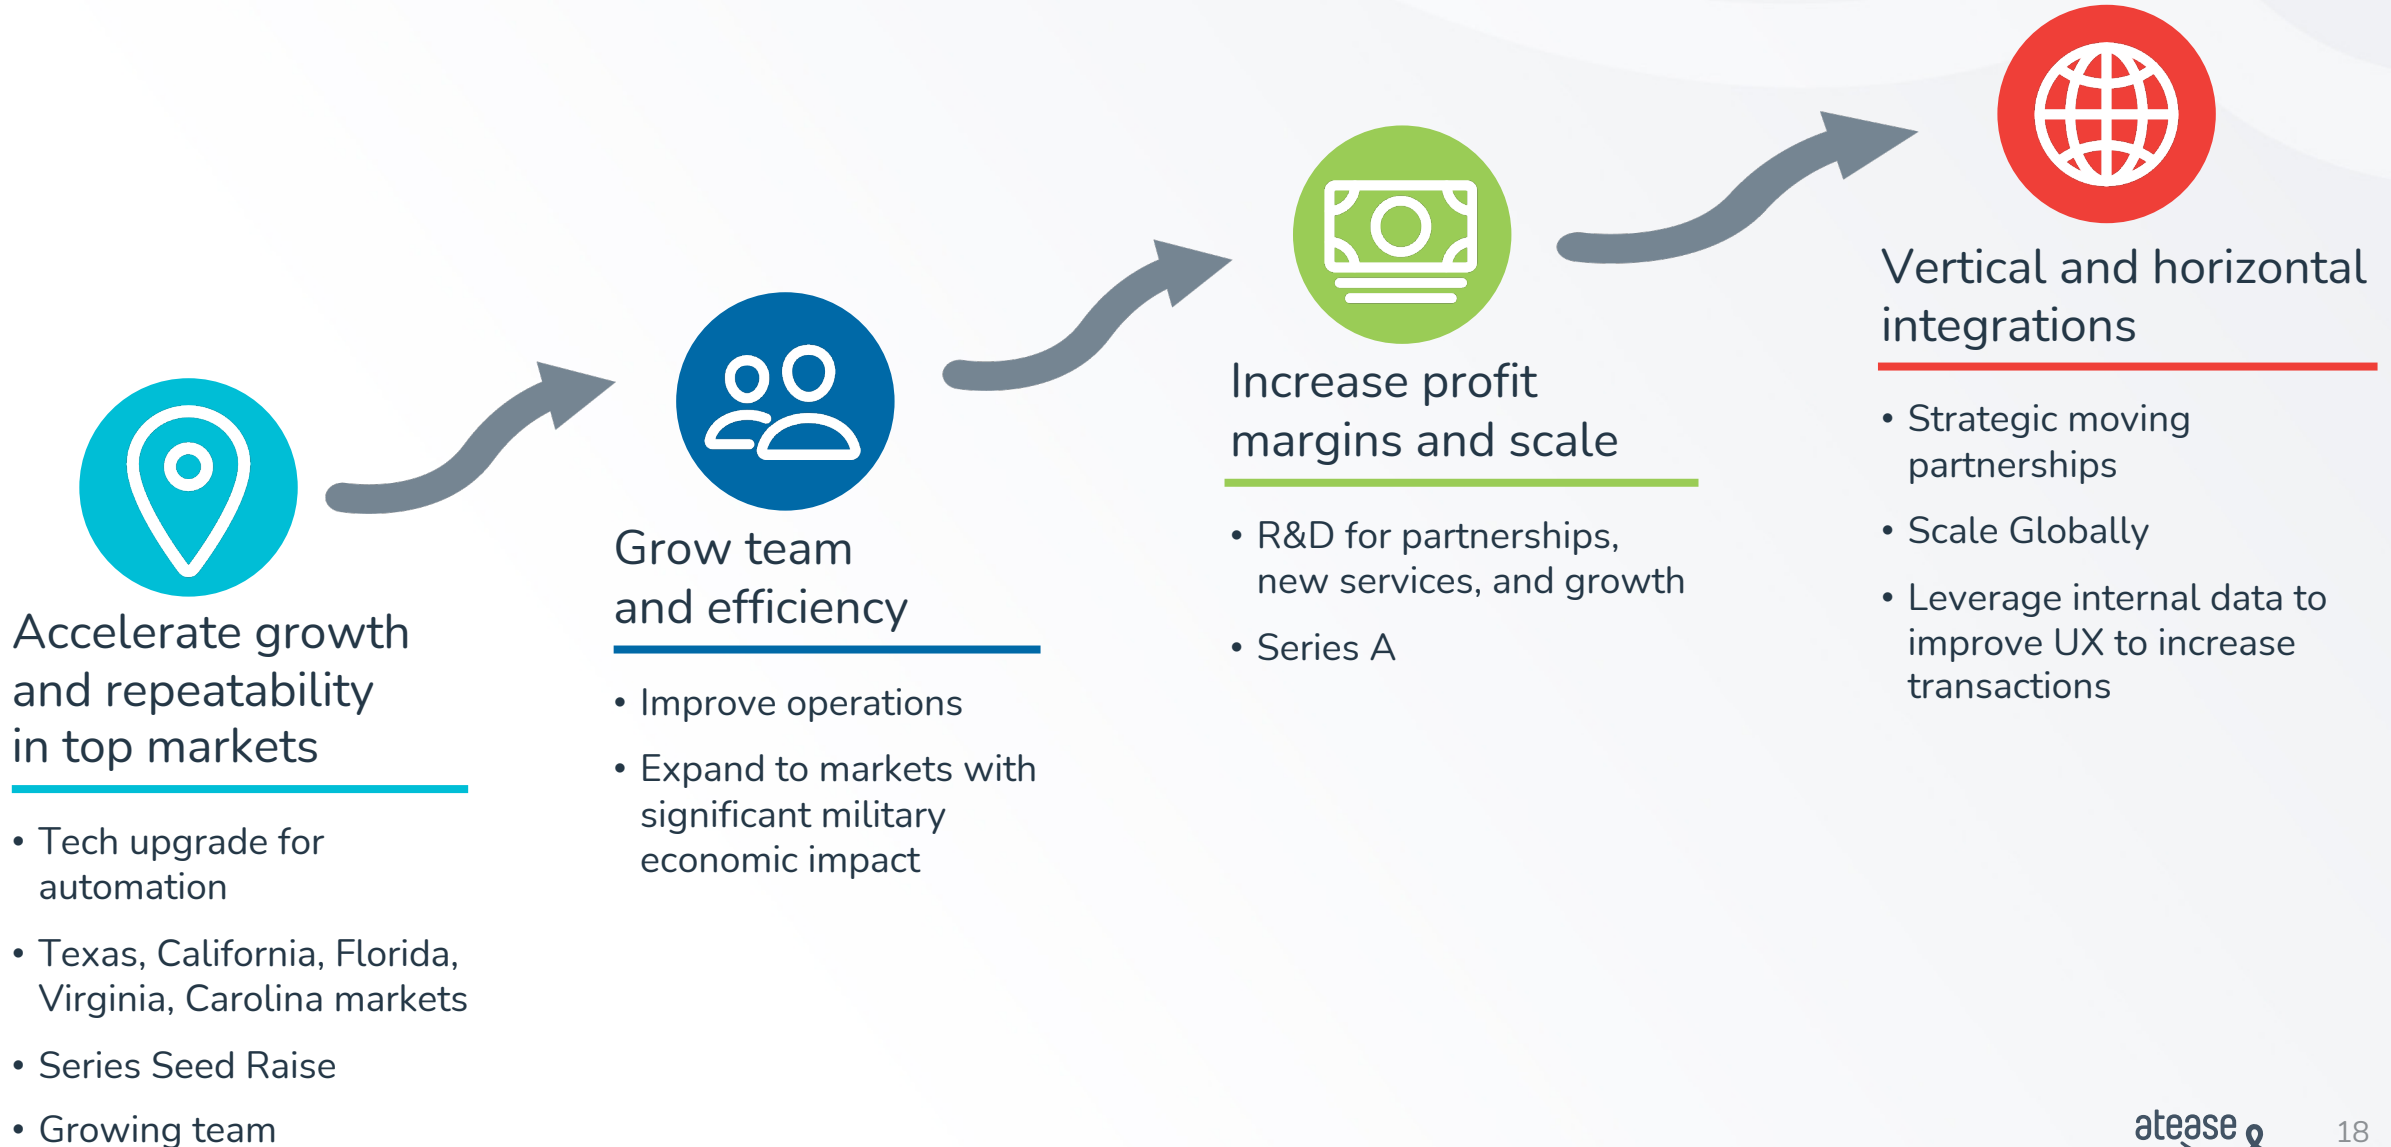 Accelerate growth
and repeatability
in top markets
• Tech upgrade for
automation
• Texas, California, Florida,
Virginia, Carolina markets
• Series Seed Raise
• Growing team
Grow team
and efficiency
• Improve operations
• Expand to markets with
significant military
economic impact
Increase profit
margins and scale
• R&D for partnerships,
new services, and growth
• Series A
Vertical and horizontal
integrations
• Strategic moving
partnerships
• Scale Globally
• Leverage internal data to
improve UX to increase
transactions
atease
18